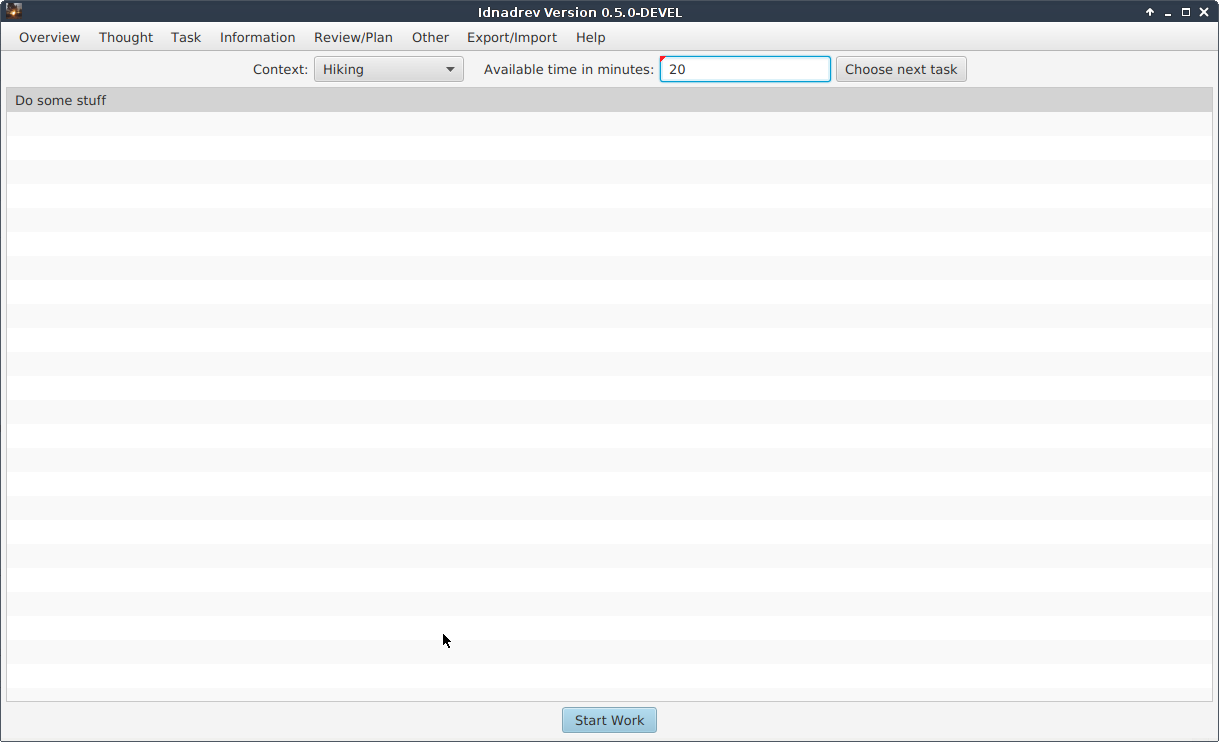 Idnadrev Version 0.5.0-DEVEL
Overview Thought Task Information Review/Plan Other Export/Import Help
Context: Hiking Available time in minutes: 20 Choose next task
Do some stuff
Start Work